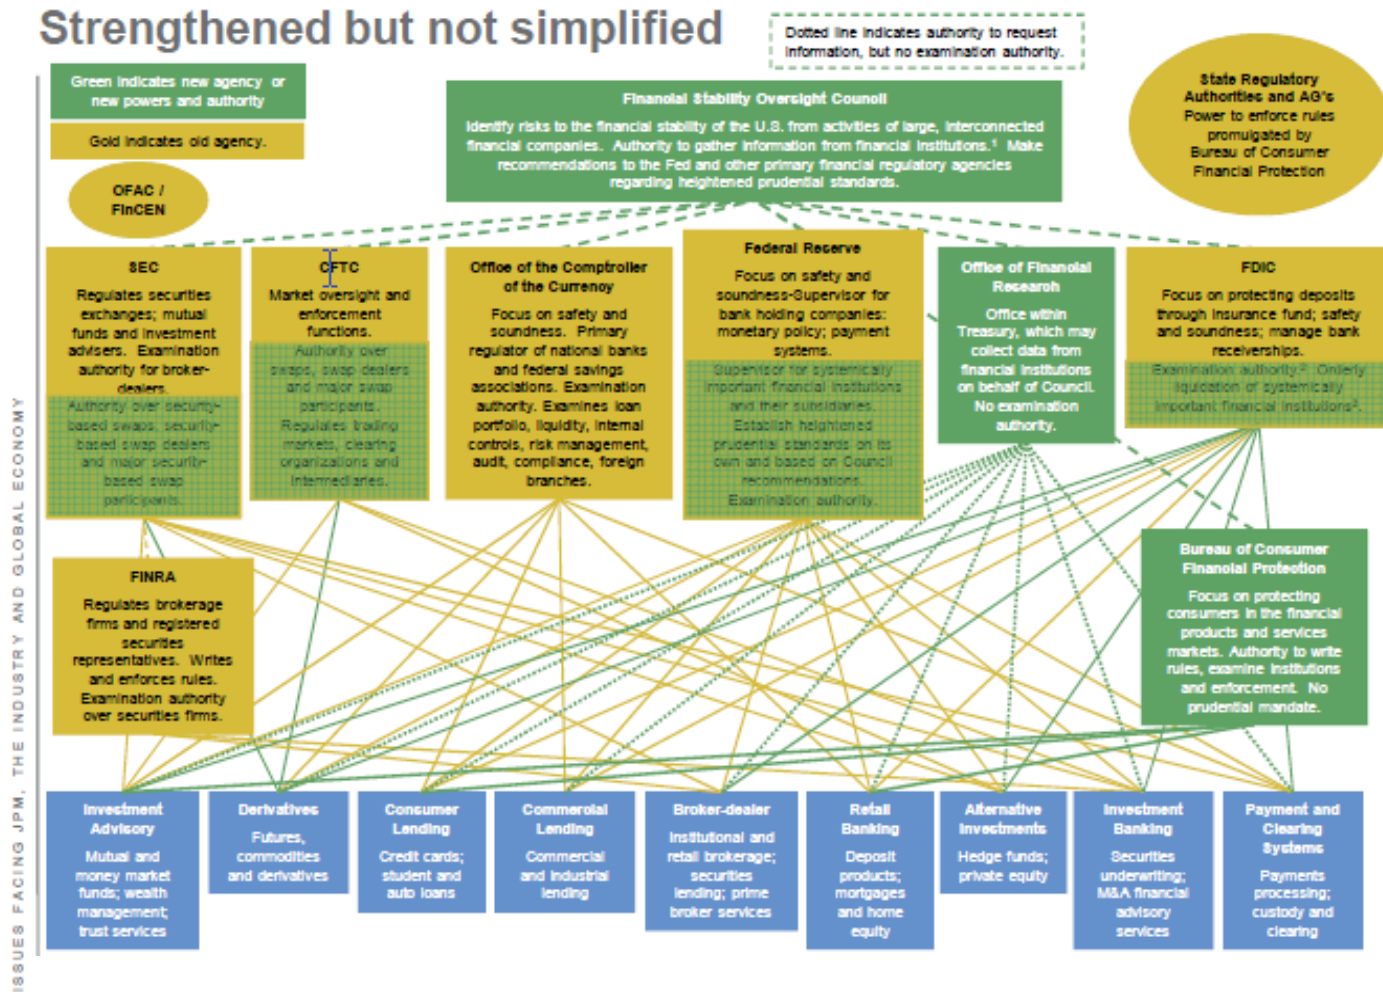 Strengthened but not simplified
Dotted line indicates authority to request
information, but no examination authority.
Green indicates new agency or
new powers and authority
Gold indicates old agency.
OFAC /
FinCEN
Financial Stability Oversight Council
Identify risks to the financial stability of the U.S. from activities of large, interconnected
financial companies. Authority to gather information from financial institutions.¹ Make
recommendations to the Fed and other primary financial regulatory agencies
regarding heightened prudential standards.
State Regulatory
Authorities and AG's
Power to enforce rules
promulgated by
Bureau of Consumer
Financial Protection
SEC
Regulates securities
exchanges; mutual
funds and investment
advisers. Examination
authority for broker-
dealers.
Authority over security-
based swaps, security-
based swap dealers
and major security-
based swap
participants.
CFTC
Market oversight and
enforcement
functions.
Authority over
swaps, swap dealers
and major swap
participants.
Regulates trading
markets, clearing
organizations and
intermediaries.
Office of the Comptroller
of the Currency
Focus on safety and
soundness. Primary
regulator of national banks
and federal savings
associations. Examination
authority. Examines loan
portfolio, liquidity, internal
controls, risk management,
audit, compliance, foreign
branches.
Federal Reserve
Focus on safety and
soundness-Supervisor for
bank holding companies:
monetary policy; payment
systems.
Supervisor for systemically
important financial institutions
and their subsidiaries.
Establish heightened
prudential standards on its
own and based on Council
recommendations.
Examination authority.
Office of Financial
Research
Office within
Treasury, which may
collect data from
financial institutions
on behalf of Council.
No examination
authority.
FDIC
Focus on protecting deposits
through insurance fund; safety
and soundness; manage bank
receiverships.
Examination authority.² Orderly
liquidation of systemically
important financial institutions³.
FINRA
Regulates brokerage
firms and registered
securities
representatives. Writes
and enforces rules.
Examination authority
over securities firms.
Bureau of Consumer
Financial Protection
Focus on protecting
consumers in the financial
products and services
markets. Authority to write
rules, examine institutions
and enforcement. No
prudential mandate.
Investment
Advisory
Mutual and
money market
funds; wealth
management;
trust services
Derivatives
Futures,
commodities
and derivatives
Consumer
Lending
Credit cards;
student and
auto loans
Commercial
Lending
Commercial
and industrial
lending
Broker-dealer
Institutional and
retail brokerage;
securities
lending; prime
broker services
Retail
Banking
Deposit
products;
mortgages
and home
equity
Alternative
Investments
Hedge funds;
private equity
Investment
Banking
Securities
underwriting;
M&A financial
advisory
services
Payment and
Clearing
Systems
Payments
processing;
custody and
clearing
ISSUES FACING JPM, THE INDUSTRY AND GLOBAL ECONOMY